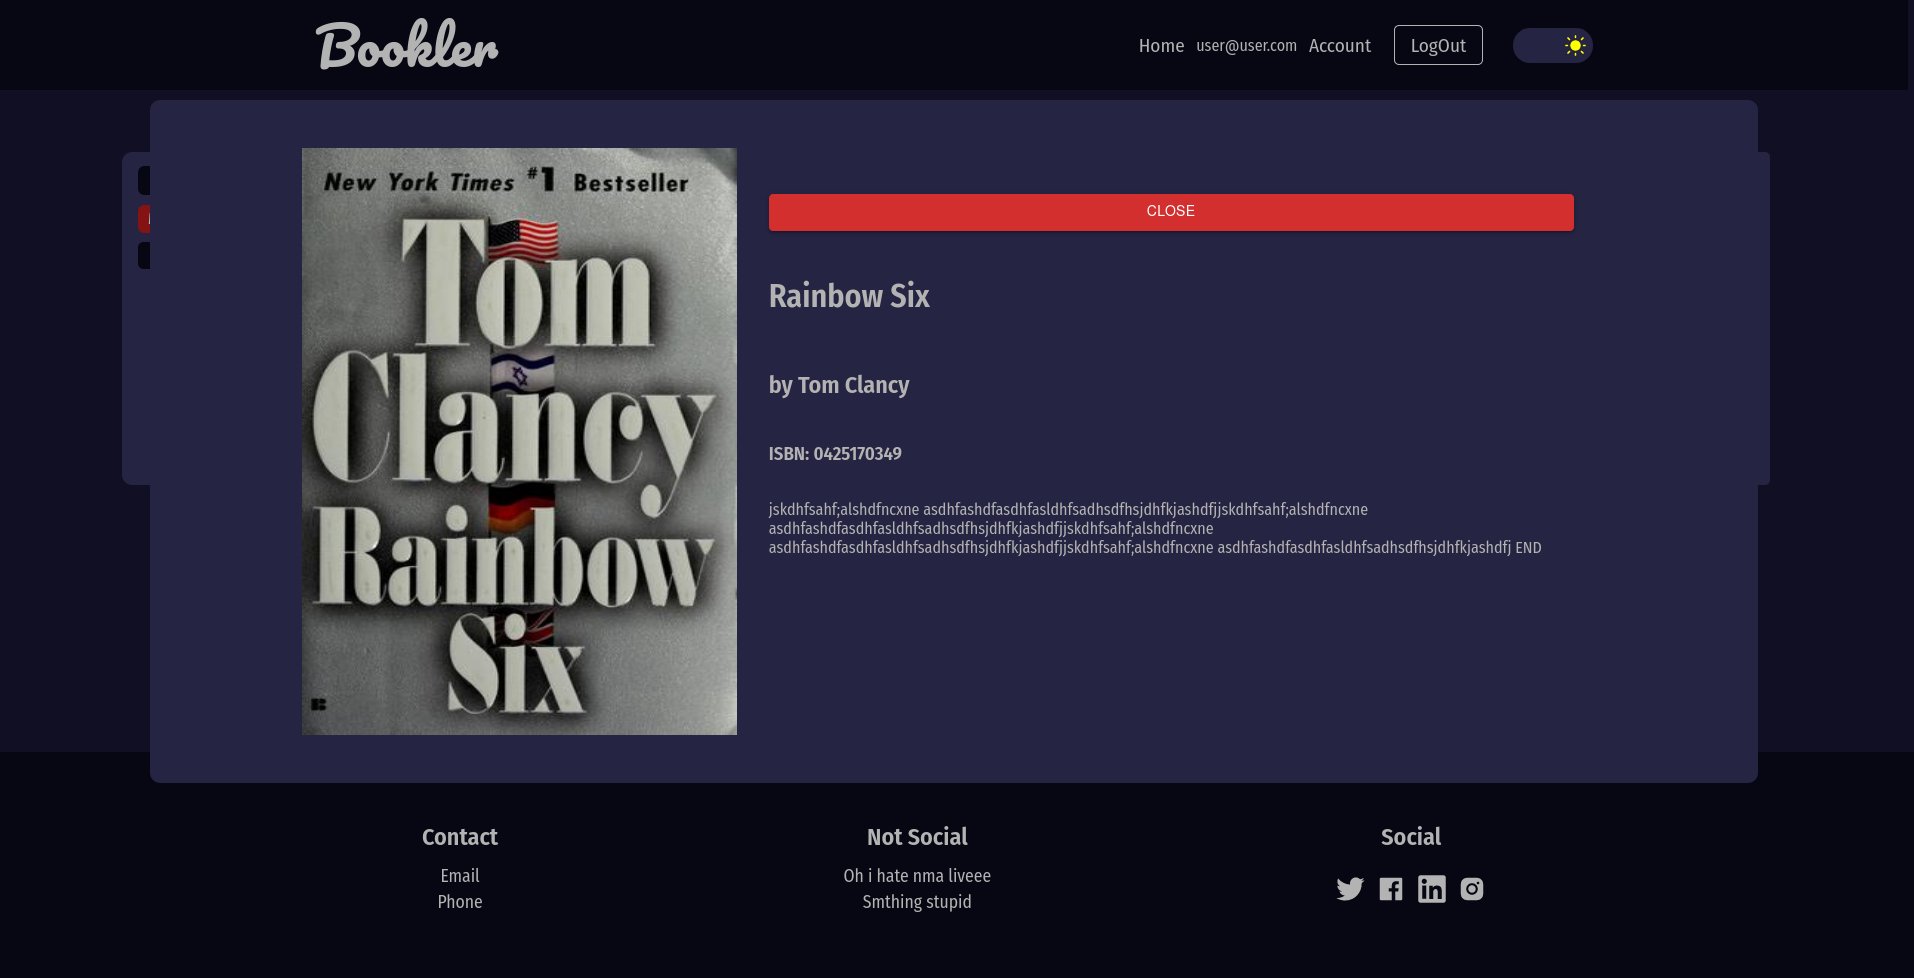 Bookler
Home user@user.com Account LogOut
New York Times #1 Bestseller
Tom
Clancy
Rainbow
Six
CLOSE
Rainbow Six
by Tom Clancy
ISBN: 0425170349
jskdhfsahf;alshdfncxne asdhfashdfasdhfasldhfsadhsdfhsjdhfkjashdfjjskdhfsahf;alshdfncxne
asdhfashdfasdhfasldhfsadhsdfhsjdhfkjashdfjjskdhfsahf;alshdfncxne
asdhfashdfasdhfasldhfsadhsdfhsjdhfkjashdfjjskdhfsahf;alshdfncxne asdhfashdfasdhfasldhfsadhsdfhsjdhfkjashdfj END
Contact
Email
Phone
Not Social
Oh i hate nma liveee
Smthing stupid
Social